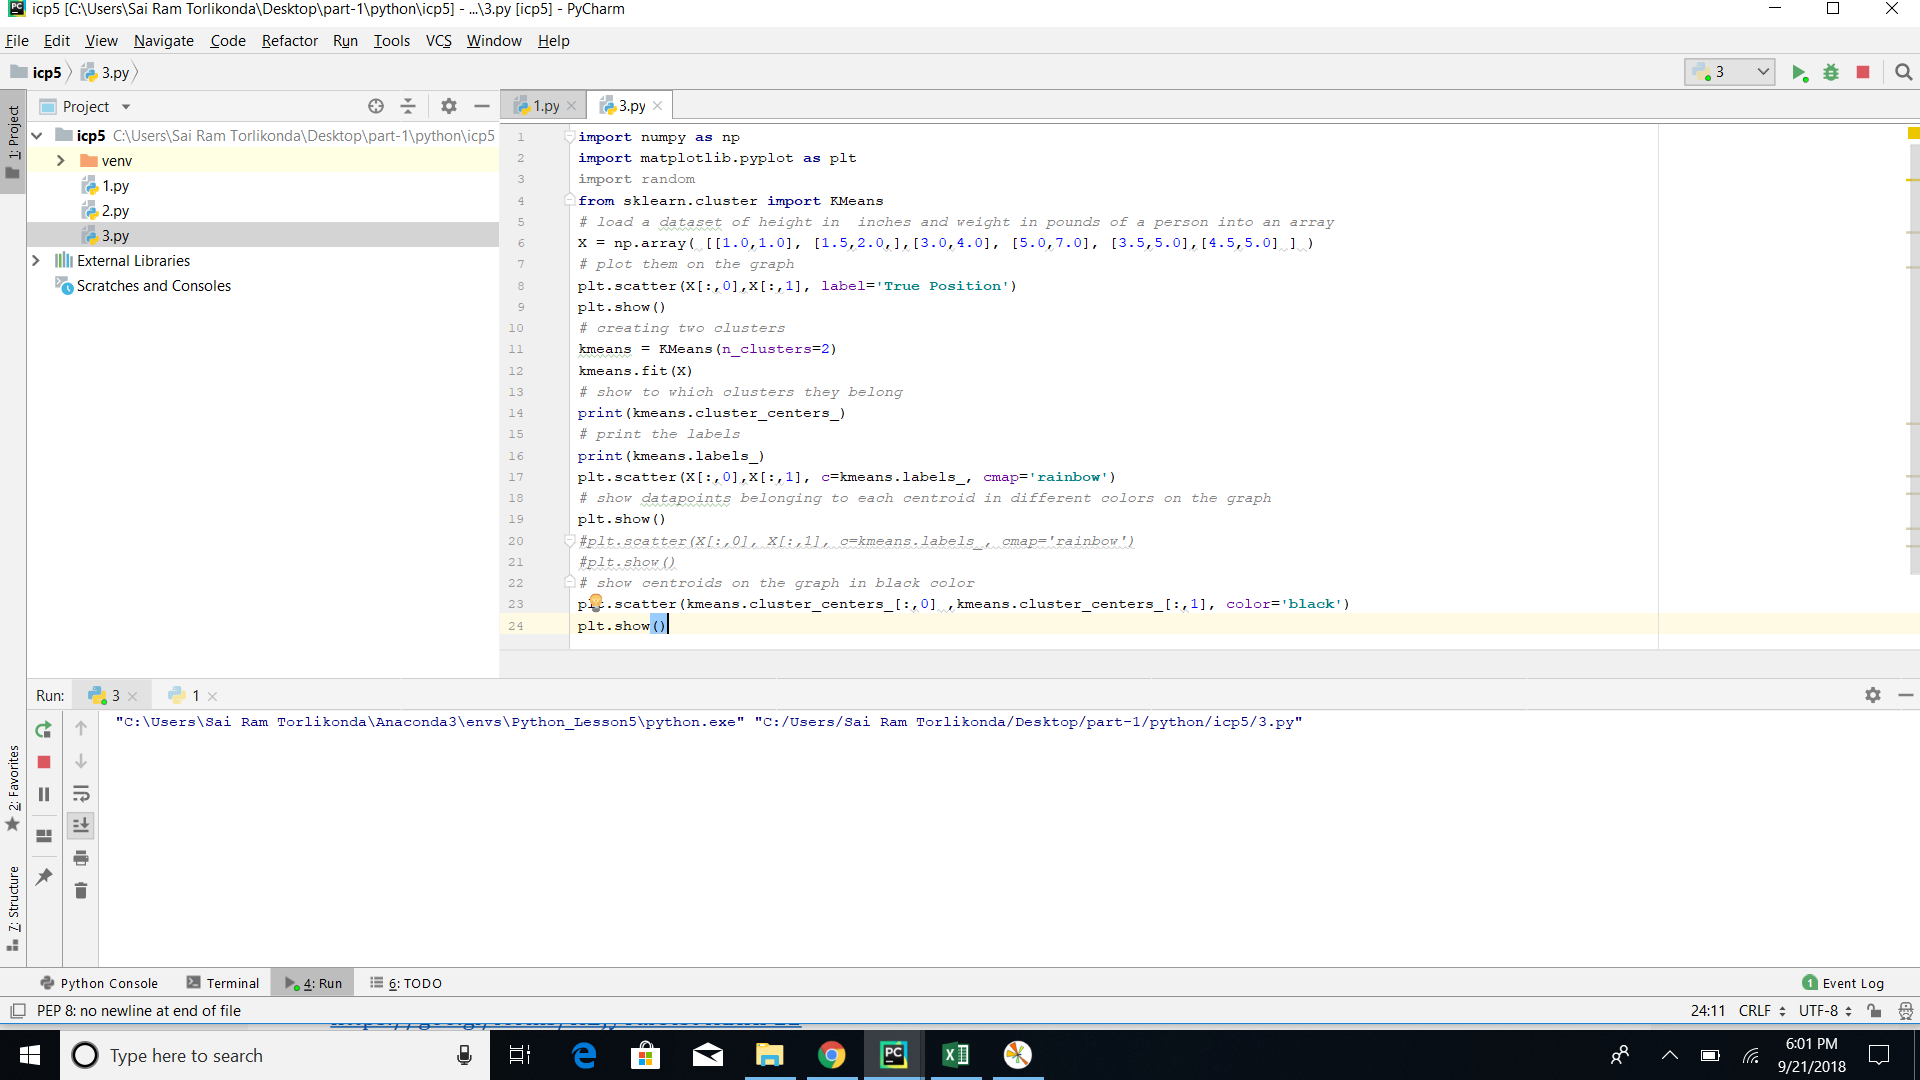 icp5 [C:\Users\Sai Ram Torlikonda\Desktop\part-1\python\icp5] - ...\3.py [icp5] - PyCharm
File Edit View Navigate Code Refactor Run Tools VCS Window Help
icp5 3.py 3
1: Project
Project
1.py 3.py
icp5 C:\Users\Sai Ram Torlikonda\Desktop\part-1\python\icp5
venv
1.py
2.py
3.py
External Libraries
Scratches and Consoles
1 import numpy as np
2 import matplotlib.pyplot as plt
3 import random
4 from sklearn.cluster import KMeans
5 # load a dataset of height in  inches and weight in pounds of a person into an array
6 X = np.array( [[1.0,1.0], [1.5,2.0,],[3.0,4.0], [5.0,7.0], [3.5,5.0],[4.5,5.0] ] )
7 # plot them on the graph
8 plt.scatter(X[:,0],X[:,1], label='True Position')
9 plt.show()
10 # creating two clusters
11 kmeans = KMeans(n_clusters=2)
12 kmeans.fit(X)
13 # show to which clusters they belong
14 print(kmeans.cluster_centers_)
15 # print the labels
16 print(kmeans.labels_)
17 plt.scatter(X[:,0],X[:,1], c=kmeans.labels_, cmap='rainbow')
18 # show datapoints belonging to each centroid in different colors on the graph
19 plt.show()
20 #plt.scatter(X[:,0], X[:,1], c=kmeans.labels_, cmap='rainbow')
21 #plt.show()
22 # show centroids on the graph in black color
23 plt.scatter(kmeans.cluster_centers_[:,0] ,kmeans.cluster_centers_[:,1], color='black')
24 plt.show()
Run: 3 1
"C:\Users\Sai Ram Torlikonda\Anaconda3\envs\Python_Lesson5\python.exe" "C:/Users/Sai Ram Torlikonda/Desktop/part-1/python/icp5/3.py"
2: Favorites
7: Structure
Python Console Terminal 4: Run 6: TODO 1 Event Log
PEP 8: no newline at end of file 24:11 CRLF UTF-8
Type here to search
6:01 PM
9/21/2018